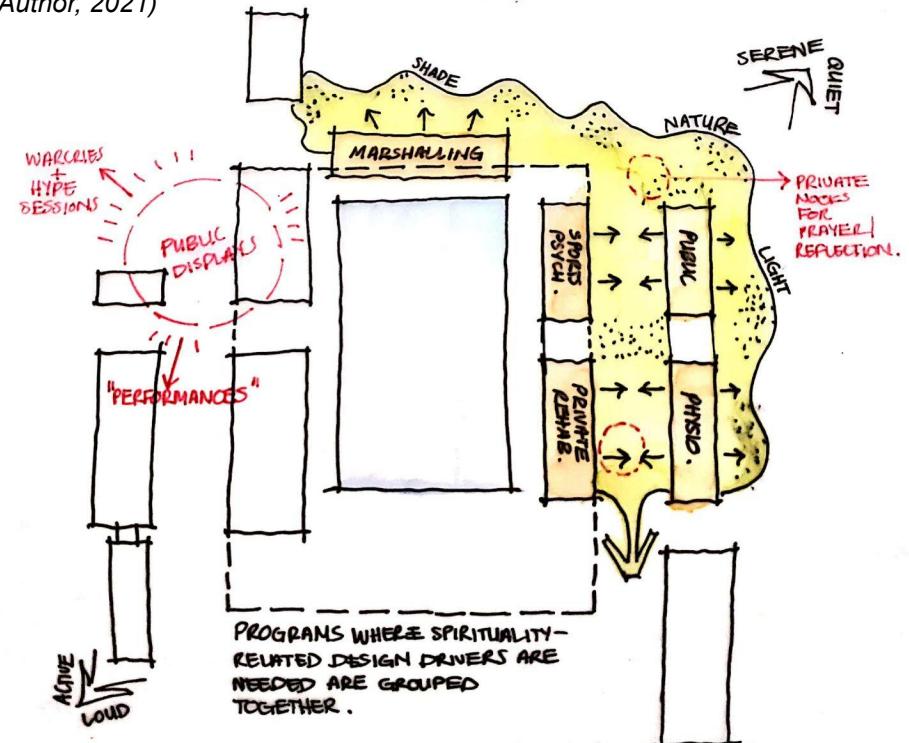 Author, 2021)
SERENE
QUIET
SHADE
NATURE
LIGHT
WARCRIES
+
HYPE
SESSIONS
PUBLIC
DISPLAYS
"PERFORMANCES"
MARSHALLING
SPORTS
PSYCH.
PUBLIC
PRIVATE
NOOKS
FOR
PRAYER/
REFLECTION.
PRIVATE
REHAB.
PHYSIO.
ACTIVE
LOUD
PROGRAMS WHERE SPIRITUALITY-
RELATED DESIGN DRIVERS ARE
NEEDED ARE GROUPED
TOGETHER.